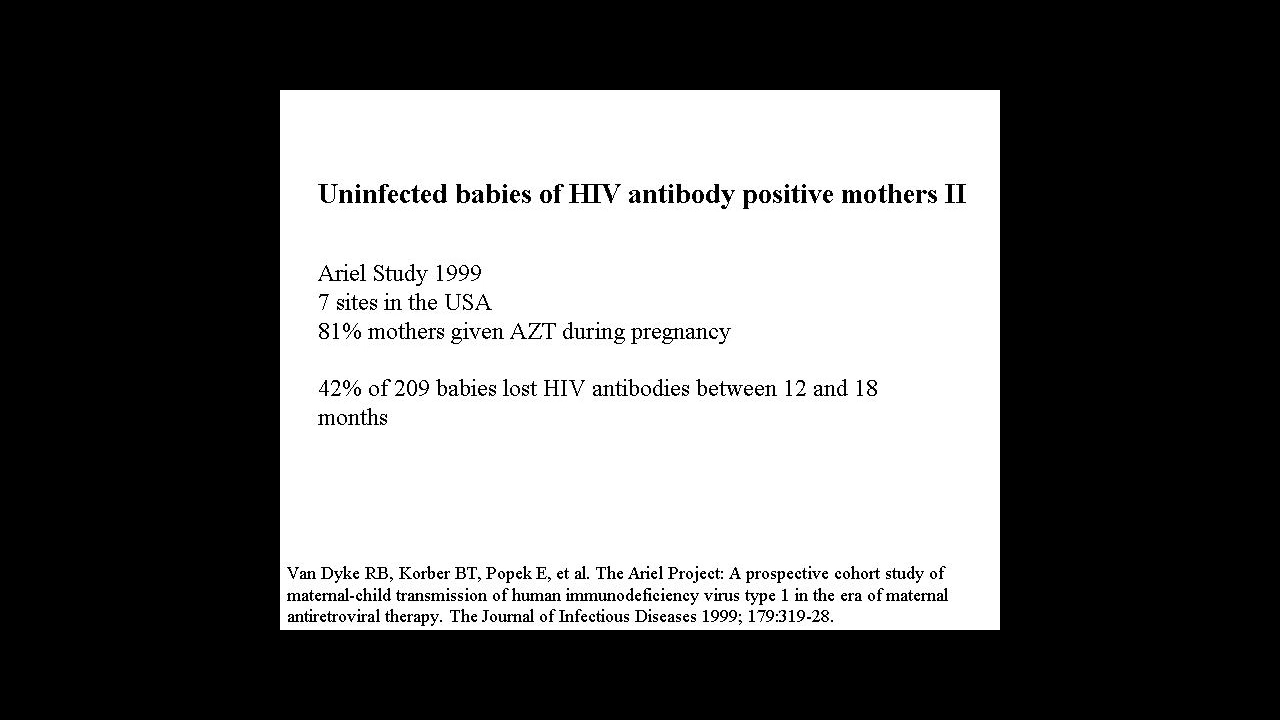 Uninfected babies of HIV antibody positive mothers II
Ariel Study 1999
7 sites in the USA
81% mothers given AZT during pregnancy
42% of 209 babies lost HIV antibodies between 12 and 18
months
Van Dyke RB, Korber BT, Popek E, et al. The Ariel Project: A prospective cohort study of
maternal-child transmission of human immunodeficiency virus type 1 in the era of maternal
antiretroviral therapy. The Journal of Infectious Diseases 1999; 179:319-28.